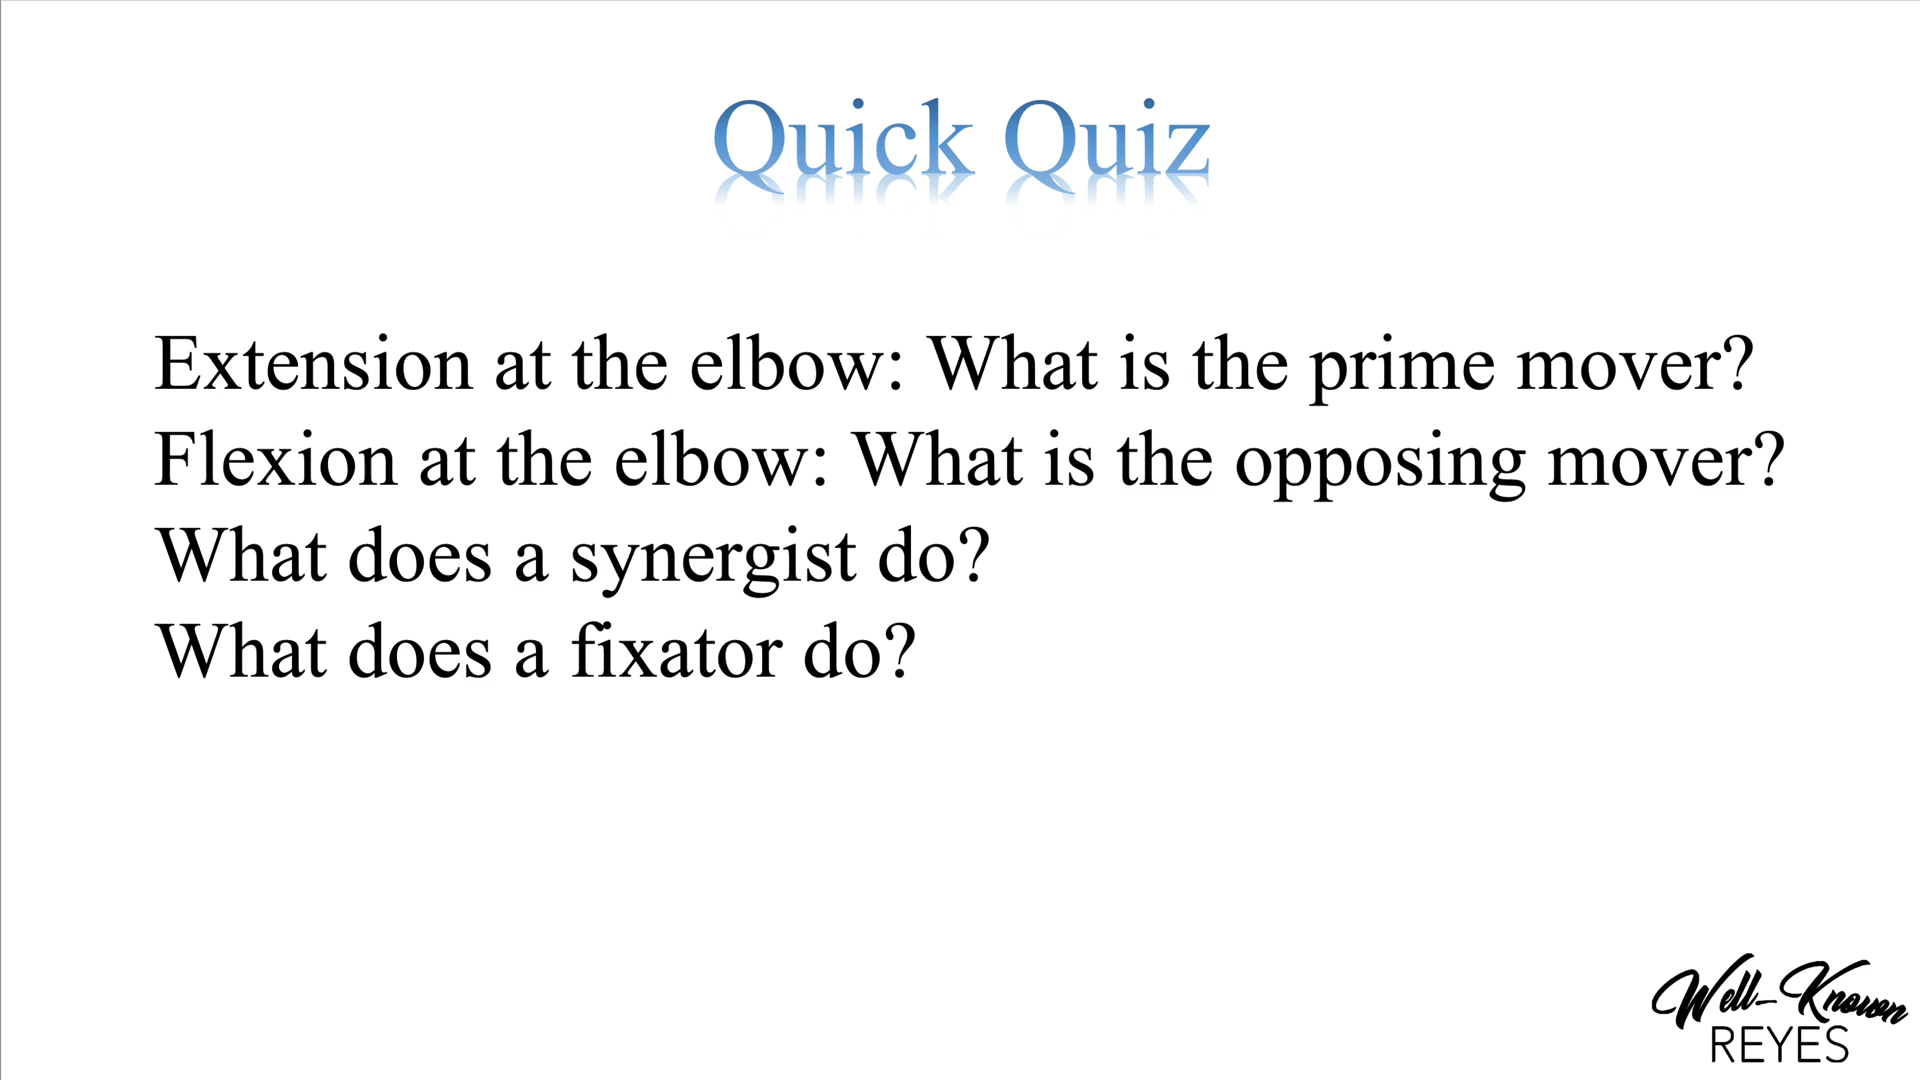 Quick Quiz
Extension at the elbow: What is the prime mover?
Flexion at the elbow: What is the opposing mover?
What does a synergist do?
What does a fixator do?
Well-Known
REYES